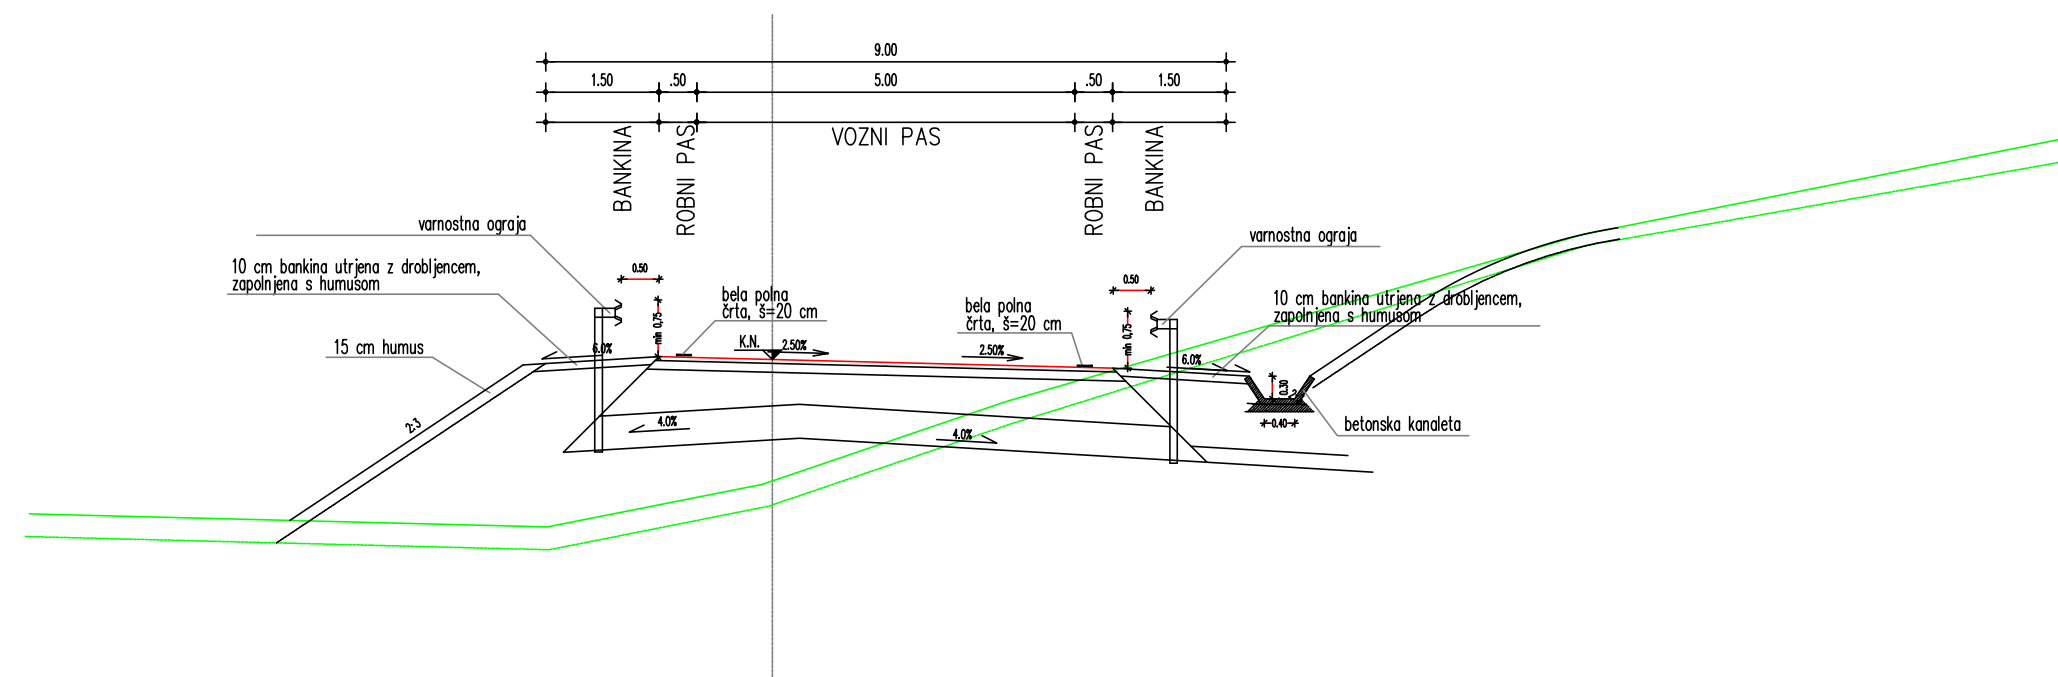 9.00
1.50 .50 5.00 .50 1.50
BANKINA
ROBNI PAS
VOZNI PAS
ROBNI PAS
BANKINA
varnostna ograja
varnostna ograja
10 cm bankina utrjena z drobljencem,
zapolnjena s humusom
0.50
0.50
bela polna
črta, š=20 cm
bela polna
črta, š=20 cm
10 cm bankina utrjena z drobljencem,
zapolnjena s humusom
min 0,75
min 0,75
15 cm humus
6.0%
K.N.
2.50%
2.50%
6.0%
0.30
2:3
4.0%
4.0%
0.40
betonska kanaleta